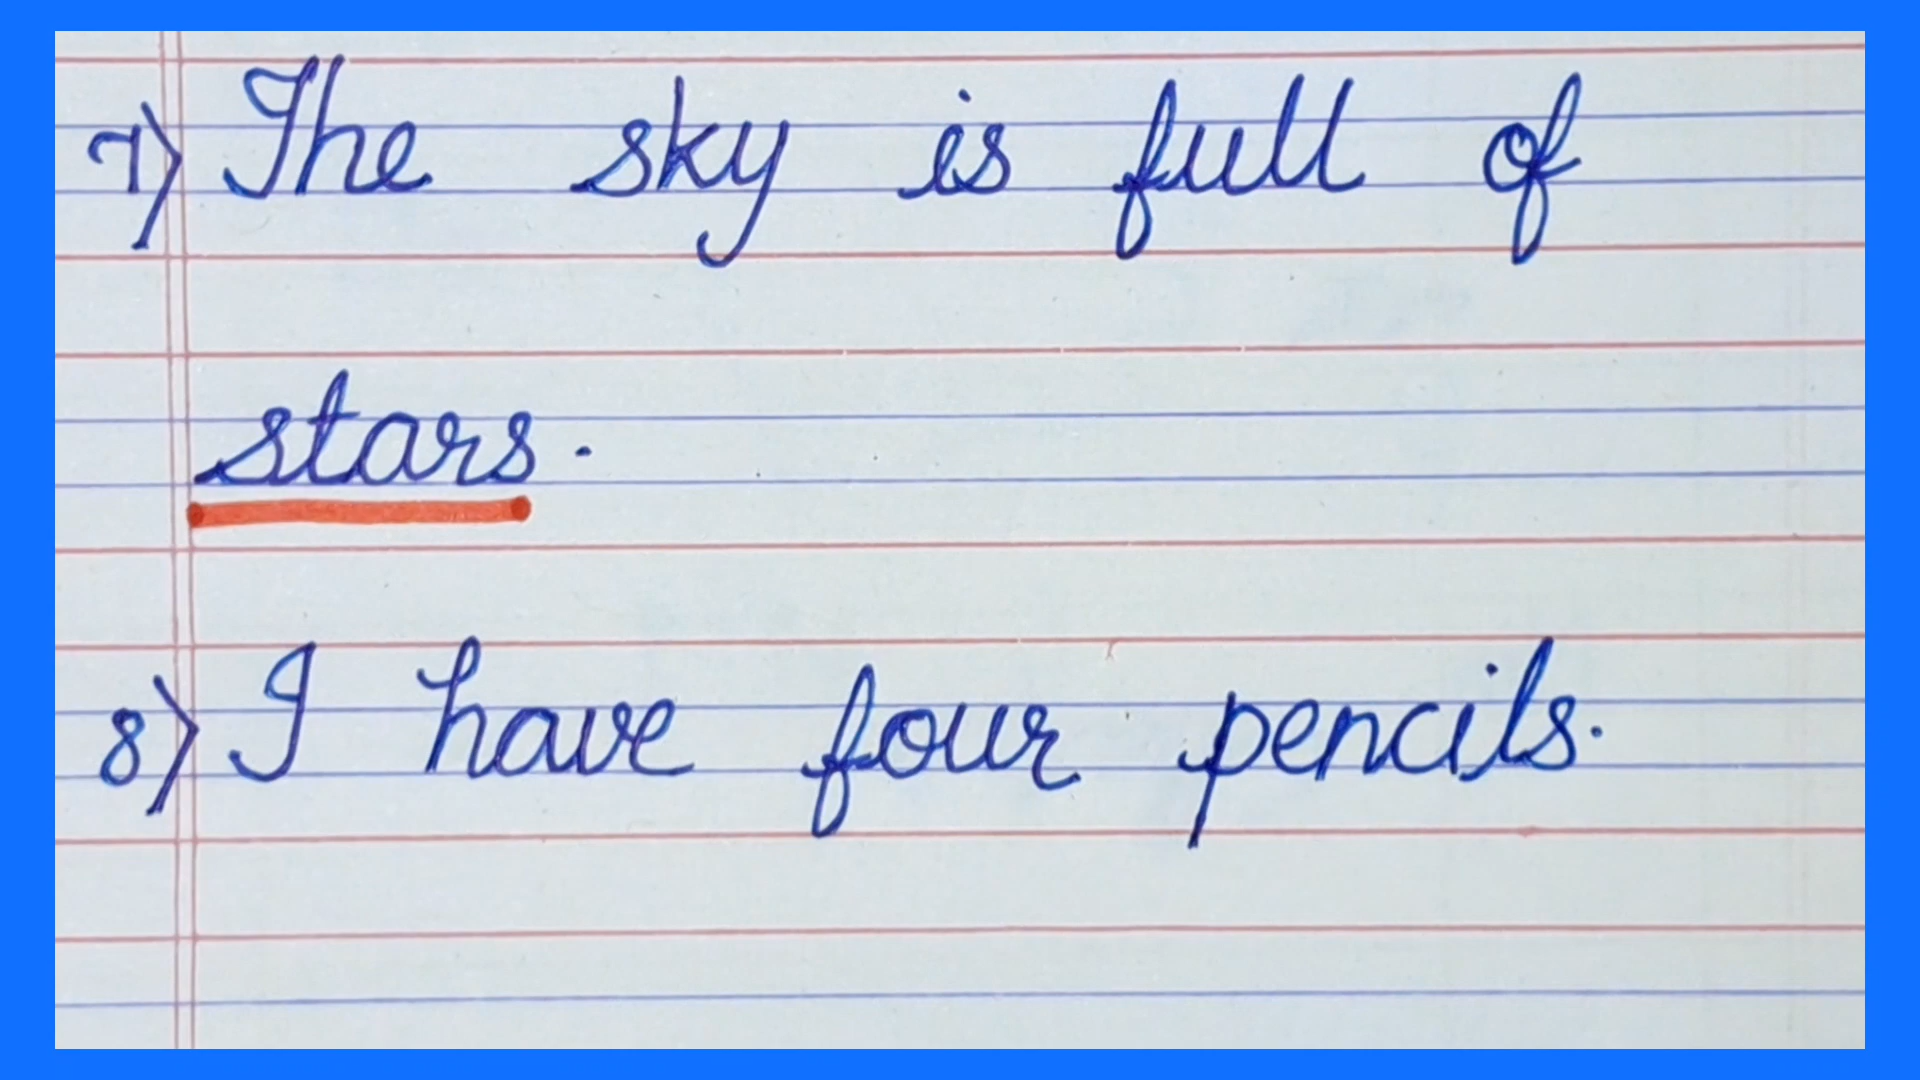 7) The sky is full of
stars.
8) I have four pencils.